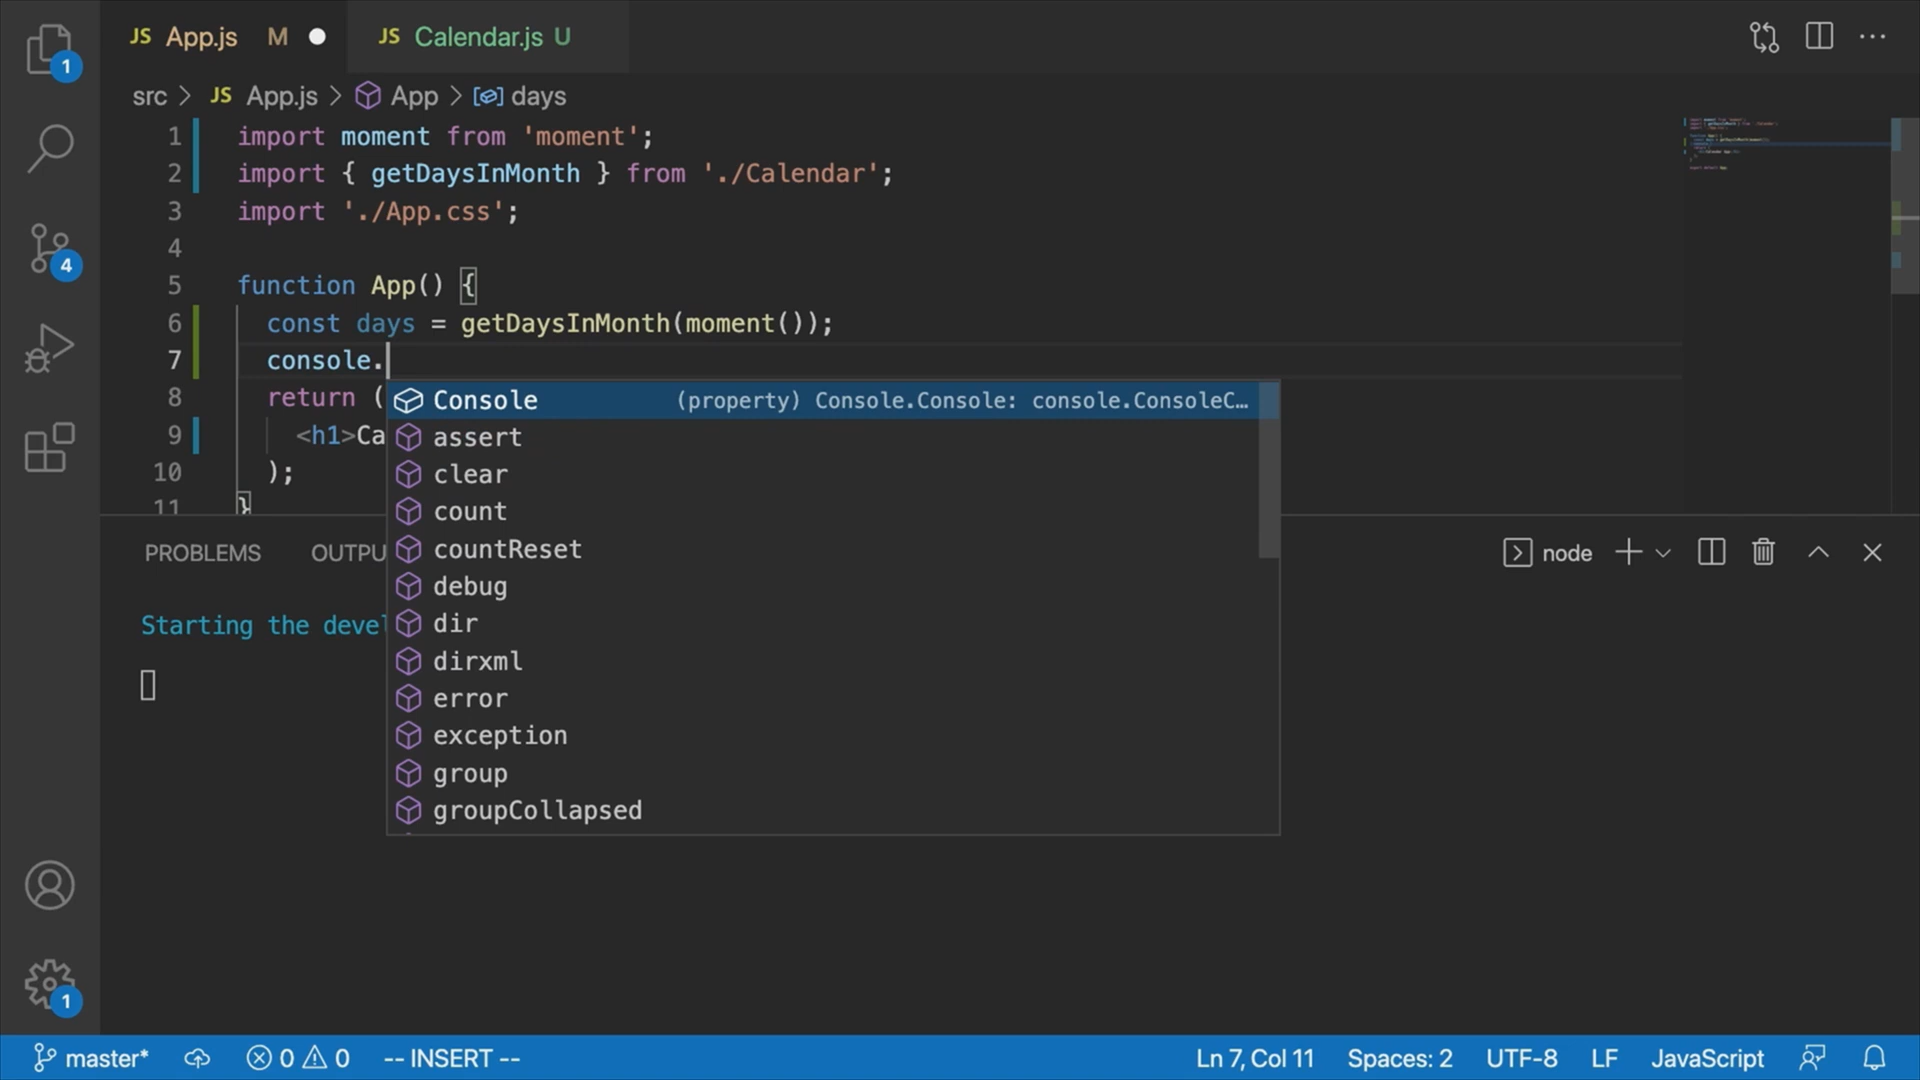 JS App.js M JS Calendar.js U
1
src > JS App.js > App > days
1 import moment from 'moment';
2 import { getDaysInMonth } from './Calendar';
3 import './App.css';
4
4
5 function App() {
6 const days = getDaysInMonth(moment());
7 console.
8 return (
9 <h1>Ca
10 );
11 }
Console (property) Console.Console: console.ConsoleC…
assert
clear
count
countReset
debug
dir
dirxml
error
exception
group
groupCollapsed
PROBLEMS OUTPU node
Starting the devel
1
master* 0 0 -- INSERT -- Ln 7, Col 11 Spaces: 2 UTF-8 LF JavaScript